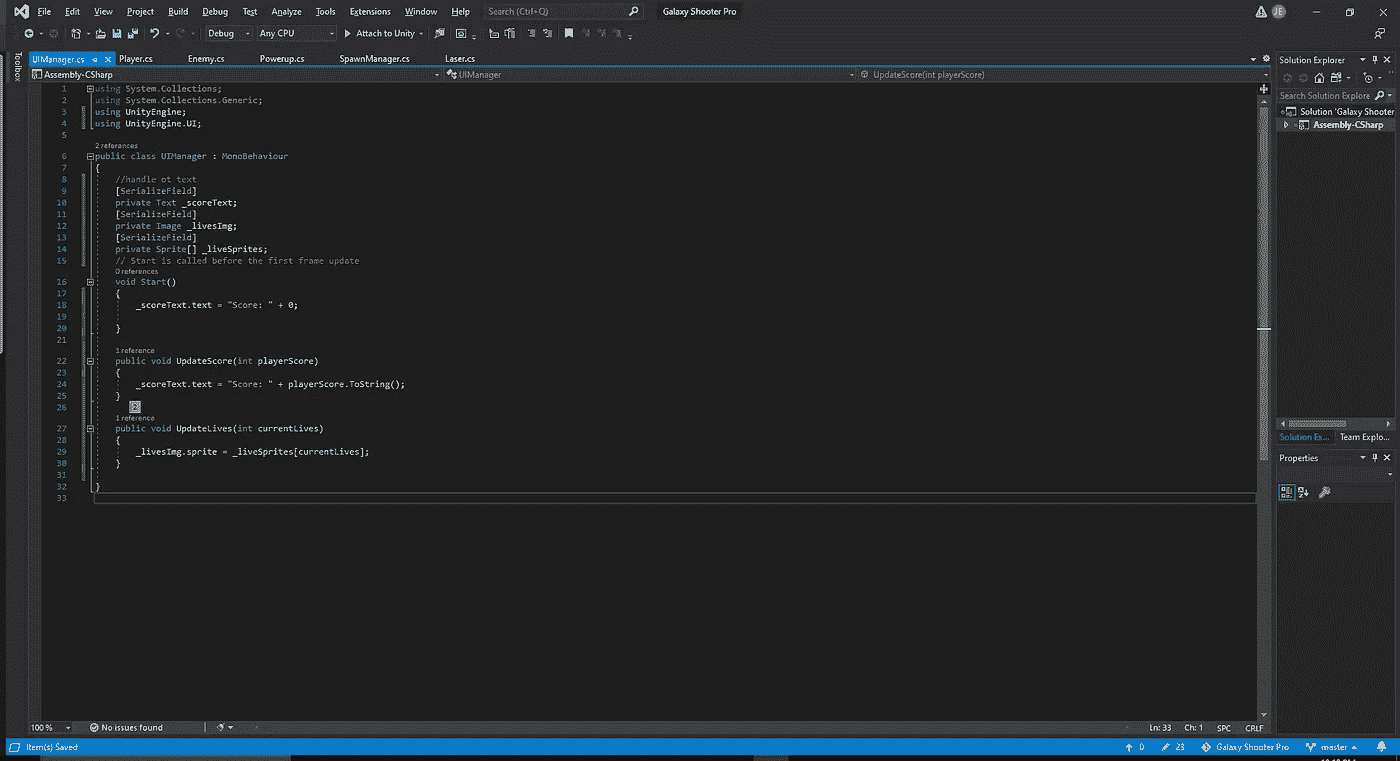 File Edit View Project Build Debug Test Analyze Tools Extensions Window Help Search (Ctrl+Q) Galaxy Shooter Pro JE
Debug Any CPU Attach to Unity
Toolbox
UIManager.cs Player.cs Enemy.cs Powerup.cs SpawnManager.cs Laser.cs
Assembly-CSharp UIManager UpdateScore(int playerScore)
1 using System.Collections;
2 using System.Collections.Generic;
3 using UnityEngine;
4 using UnityEngine.UI;
5
2 references
6 public class UIManager : MonoBehaviour
7 {
8 //handle ot text
9 [SerializeField]
10 private Text _scoreText;
11 [SerializeField]
12 private Image _livesImg;
13 [SerializeField]
14 private Sprite[] _liveSprites;
15 // Start is called before the first frame update
0 references
16 void Start()
17 {
18 _scoreText.text = "Score: " + 0;
19
20 }
21
1 reference
22 public void UpdateScore(int playerScore)
23 {
24 _scoreText.text = "Score: " + playerScore.ToString();
25 }
26
1 reference
27 public void UpdateLives(int currentLives)
28 {
29 _livesImg.sprite = _liveSprites[currentLives];
30 }
31
32 }
33
Solution Explorer
Search Solution Explore
Solution 'Galaxy Shooter
Assembly-CSharp
Solution Ex... Team Explo...
Properties
100 % No issues found Ln: 33 Ch: 1 SPC CRLF
Item(s) Saved 0 23 Galaxy Shooter Pro master